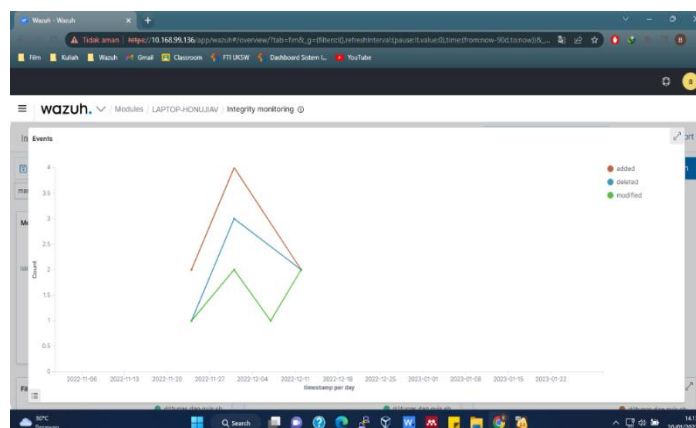 Wazuh - Wazuh
Tidak aman
https://10.168.99.136/app/wazuh#/overview/?tab=fim&_g=(filters:!(),refreshInterval:(pause:!t,value:0),time:(from:now-90d,to:now))&_...
Film Kuliah Wazuh Gmail Classroom FTI UKSW Dashboard Sistem I... YouTube
a
wazuh. / Modules / LAPTOP-HONUJIAV / Integrity monitoring
Events
added
deleted
modified
Count
4
3.5
3
2.5
2
1.5
1
0.5
0
2022-11-06 2022-11-13 2022-11-20 2022-11-27 2022-12-04 2022-12-11 2022-12-18 2022-12-25 2023-01-01 2023-01-08 2023-01-15 2023-01-22
timestamp per day
Search